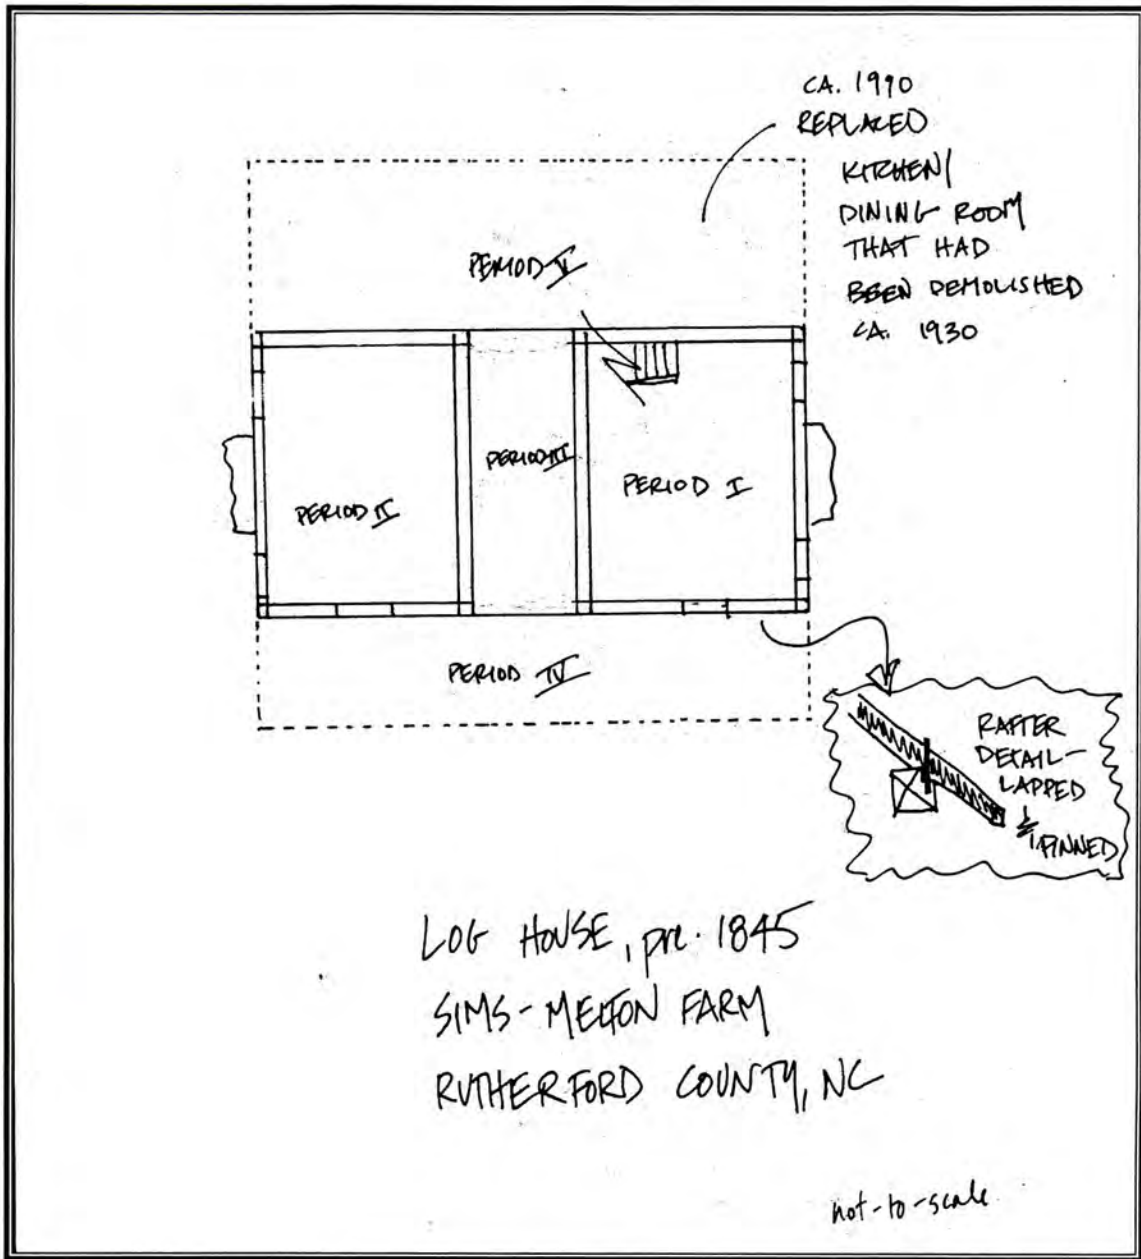 CA. 1990
REPLACED
KITCHEN/
DINING ROOM
THAT HAD
BEEN DEMOLISHED
CA. 1930
PERIOD V
PERIOD III
PERIOD II
PERIOD I
PERIOD IV
RAFTER
DETAIL-
LAPPED
&
PINNED
LOG HOUSE, pre. 1845
SIMS-MELTON FARM
RUTHERFORD COUNTY, NC
not-to-scale